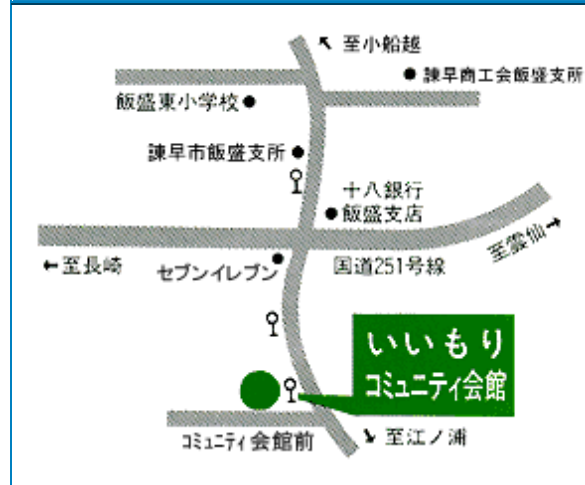 至小船越
諫早商工会飯盛支所
飯盛東小学校
諫早市飯盛支所
十八銀行
飯盛支店
至雲仙→
←至長崎
セブンイレブン
国道251号線
いいもり
コミュニティ会館
コミュニティ会館前
至江ノ浦